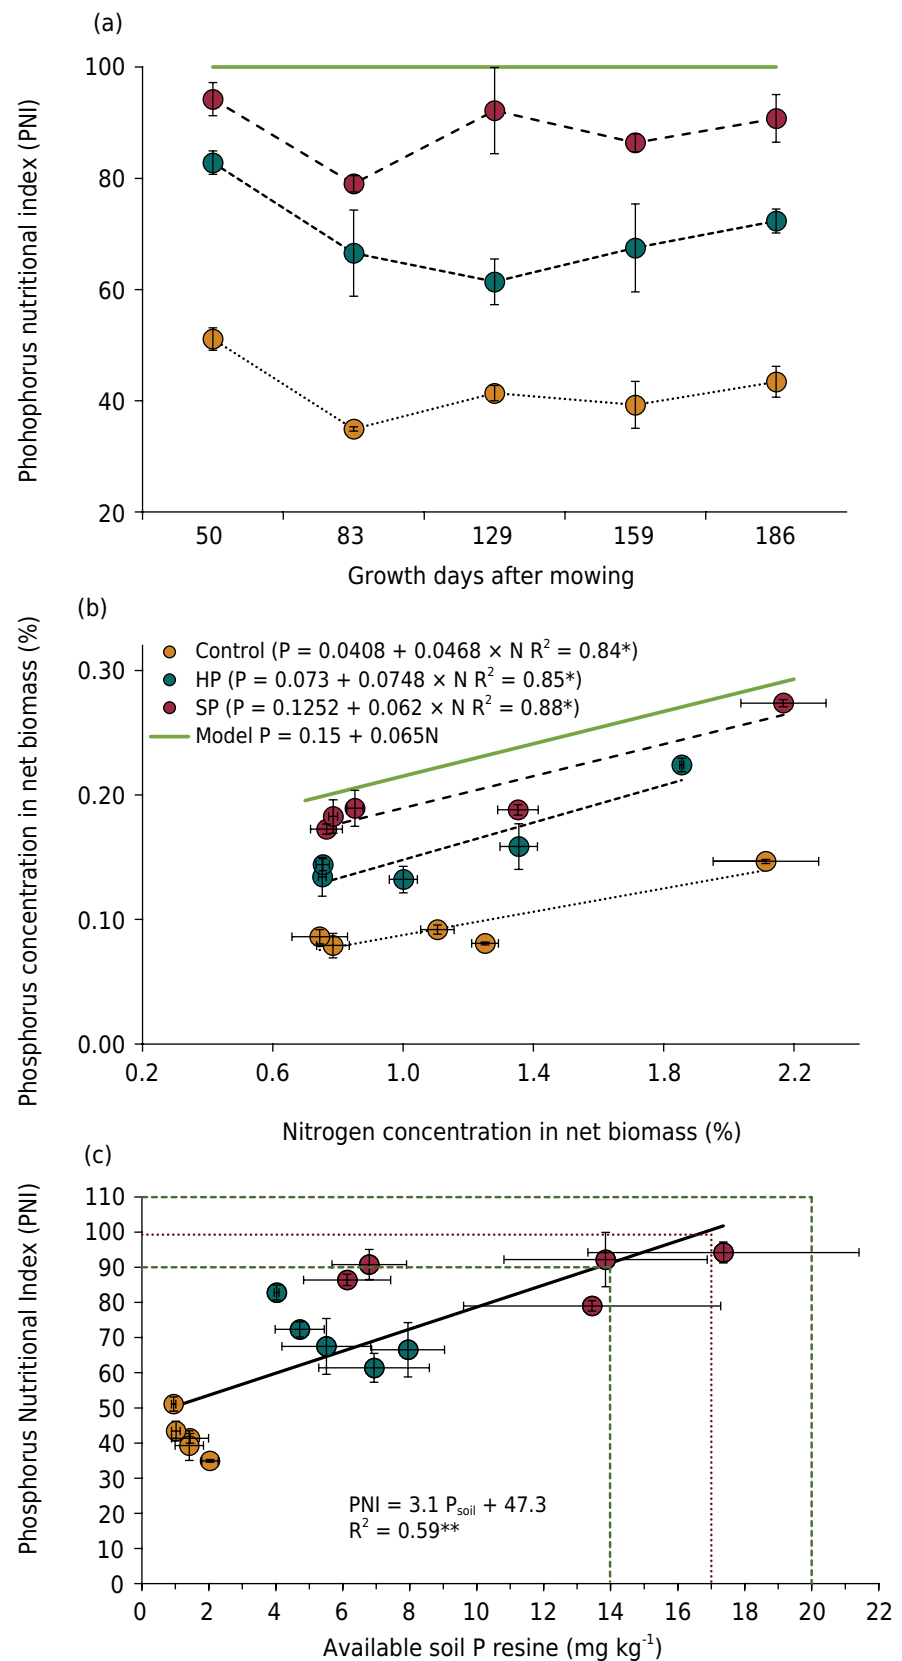 (a)
Phohophorus nutritional index (PNI)
100
80
60
40
20
50 83 129 159 186
Growth days after mowing
(b)
Phosphorus concentration in net biomass (%)
Control (P = 0.0408 + 0.0468 × N R² = 0.84*)
HP (P = 0.073 + 0.0748 × N R² = 0.85*)
SP (P = 0.1252 + 0.062 × N R² = 0.88*)
Model P = 0.15 + 0.065N
0.30
0.20
0.10
0.00
0.2 0.6 1.0 1.4 1.8 2.2
Nitrogen concentration in net biomass (%)
(c)
Phosphorus Nutritional Index (PNI)
110
100
90
80
70
60
50
40
30
20
10
0
PNI = 3.1 Psoil + 47.3
R² = 0.59**
0 2 4 6 8 10 12 14 16 18 20 22
Available soil P resine (mg kg⁻¹)